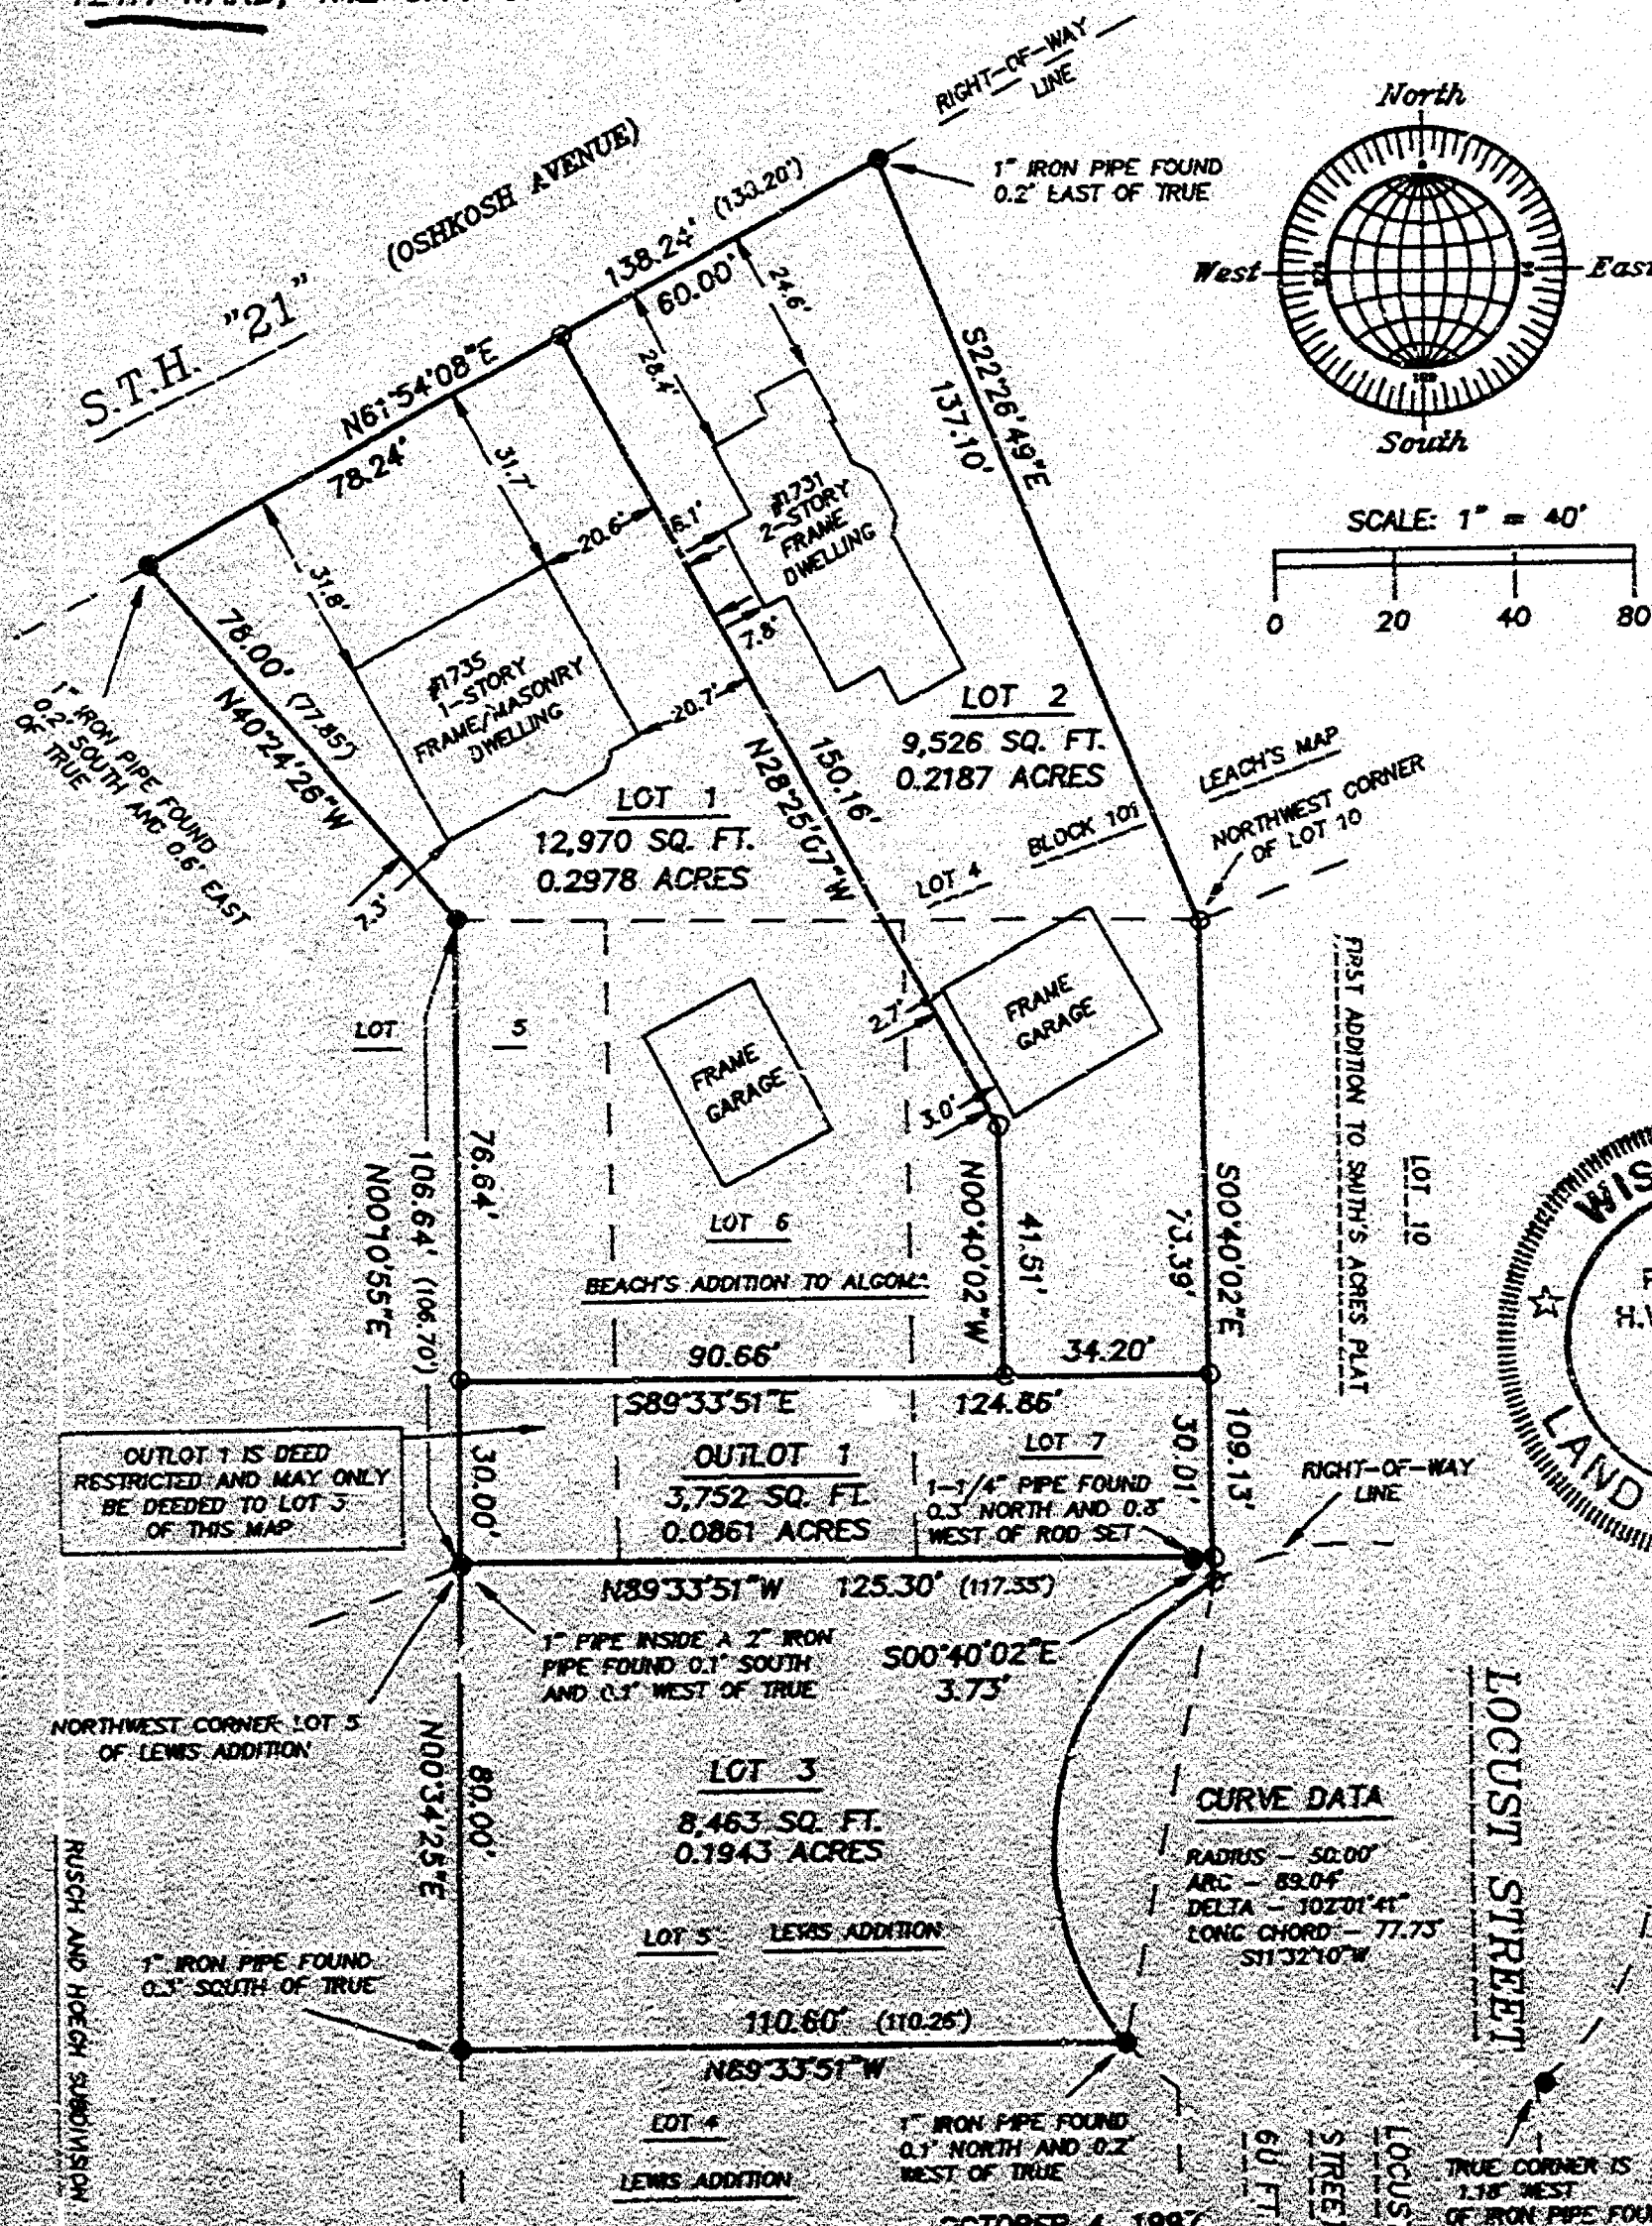 RIGHT-OF-WAY
LINE
1" IRON PIPE FOUND
0.2' EAST OF TRUE
North
West
East
South
SCALE: 1" = 40'
0 20 40 80
S.T.H. "21"
(OSHKOSH AVENUE)
138.24'
60.00'
N61°54'08"E
78.24'
24.6'
28.4'
31.7'
31.8'
20.6'
7.8'
20.7'
S22°26'49"E
137.10'
#1731
2-STORY
FRAME
DWELLING
#1735
1-STORY
FRAME/MASONRY
DWELLING
78.00' (77.85')
N40°24'26"W
1" IRON PIPE FOUND
0.2' SOUTH AND 0.6' EAST
OF TRUE
LOT 2
9,526 SQ. FT.
0.2187 ACRES
150.16'
N28°25'07"W
LOT 1
12,970 SQ. FT.
0.2978 ACRES
7.3'
LOT 4
LEACH'S MAP
NORTHWEST CORNER
OF LOT 10
FRAME
GARAGE
FRAME
GARAGE
2.7'
3.0'
LOT 5
76.64'
106.64' (106.70')
N00°10'55"E
LOT 6
BEACH'S ADDITION TO
N00°40'02"W
41.51'
73.39'
S00°40'02"E
FIRST ADDITION TO SMITH'S ACRES PLAT
LOT 10
90.66'
34.20'
S89°33'51"E
124.86'
OUTLOT 1 IS DEED
RESTRICTED AND MAY ONLY
BE DEEDED TO LOT 3
OF THIS MAP
30.00'
OUTLOT 1
3,752 SQ. FT.
0.0861 ACRES
LOT 7
1-1/4" PIPE FOUND
0.3' NORTH AND 0.8'
WEST OF ROD SET
30.01'
109.13'
RIGHT-OF-WAY
LINE
N89°33'51"W 125.30'
1" PIPE INSIDE A 2" IRON
PIPE FOUND 0.1' SOUTH
AND 0.1' WEST OF TRUE
S00°40'02"E
3.73'
NORTHWEST CORNER LOT 5
OF LEWIS ADDITION
N00°34'25"E
80.00'
LOT 3
8,463 SQ. FT.
0.1943 ACRES
LOT 5 LEWIS ADDITION
CURVE DATA
RADIUS – 50.00'
ARC – 89.04'
DELTA – 102°01'41"
LONG CHORD – 77.73'
S11°32'10"W
LOCUST STREET
RUSCH AND HOECH SUBDIVISION
1" IRON PIPE FOUND
0.3' SOUTH OF TRUE
110.60' (110.26')
N89°33'51"W
LOT 4
LEWIS ADDITION
1" IRON PIPE FOUND
0.1' NORTH AND 0.2'
WEST OF TRUE
60 FT
TRUE CORNER IS
1.18' WEST
OF IRON PIPE
LAND
OCTOBER 4, 1997